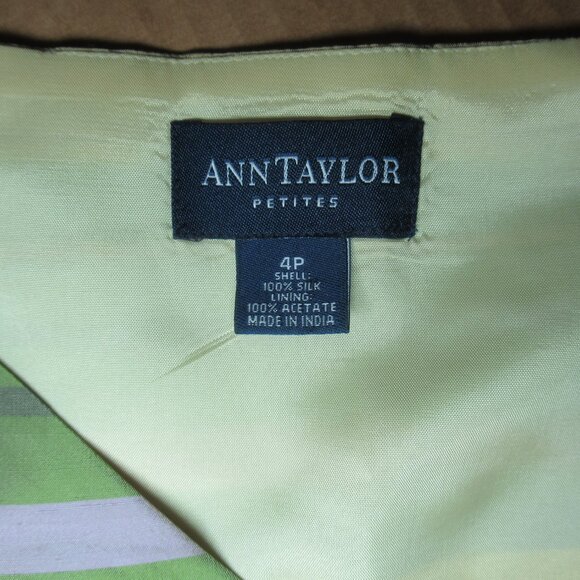 ANNTAYLOR
PETITES
4P
SHELL:
100% SILK
LINING:
100% ACETATE
MADE IN INDIA